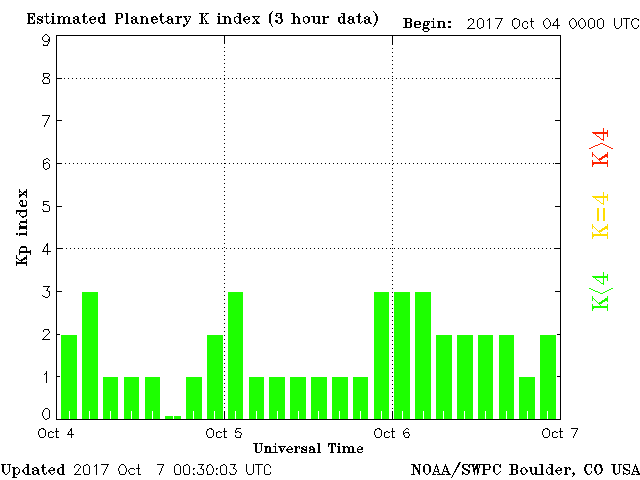 Estimated Planetary K index (3 hour data) Begin: 2017 Oct 04 0000 UTC
9
8
7
6
5
4
3
2
1
0
Kp index
K>4
K=4
K<4
Oct 4 Oct 5 Oct 6 Oct 7
Universal Time
Updated 2017 Oct 7 00:30:03 UTC NOAA/SWPC Boulder, CO USA